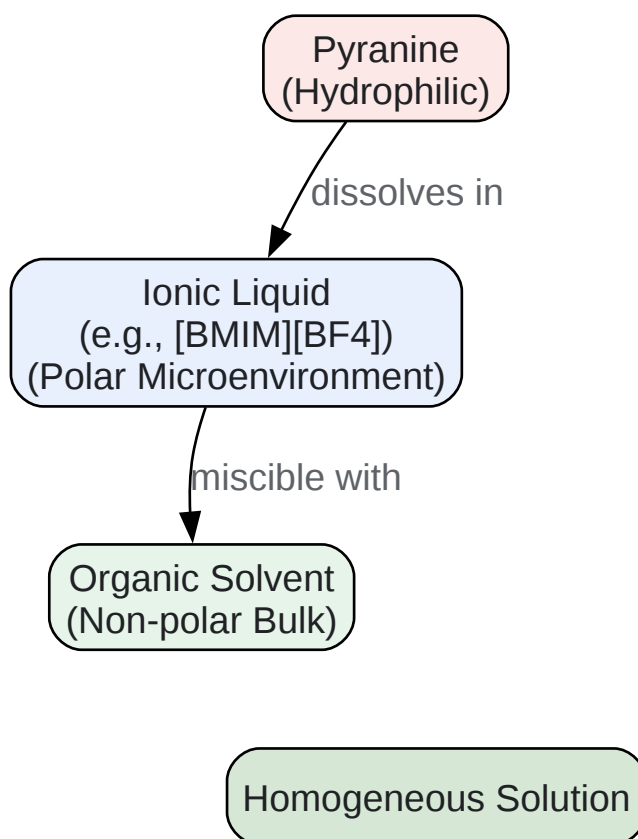 Pyranine
(Hydrophilic)
dissolves in
Ionic Liquid
(e.g., [BMIM][BF4])
(Polar Microenvironment)
miscible with
Organic Solvent
(Non-polar Bulk)
Homogeneous Solution